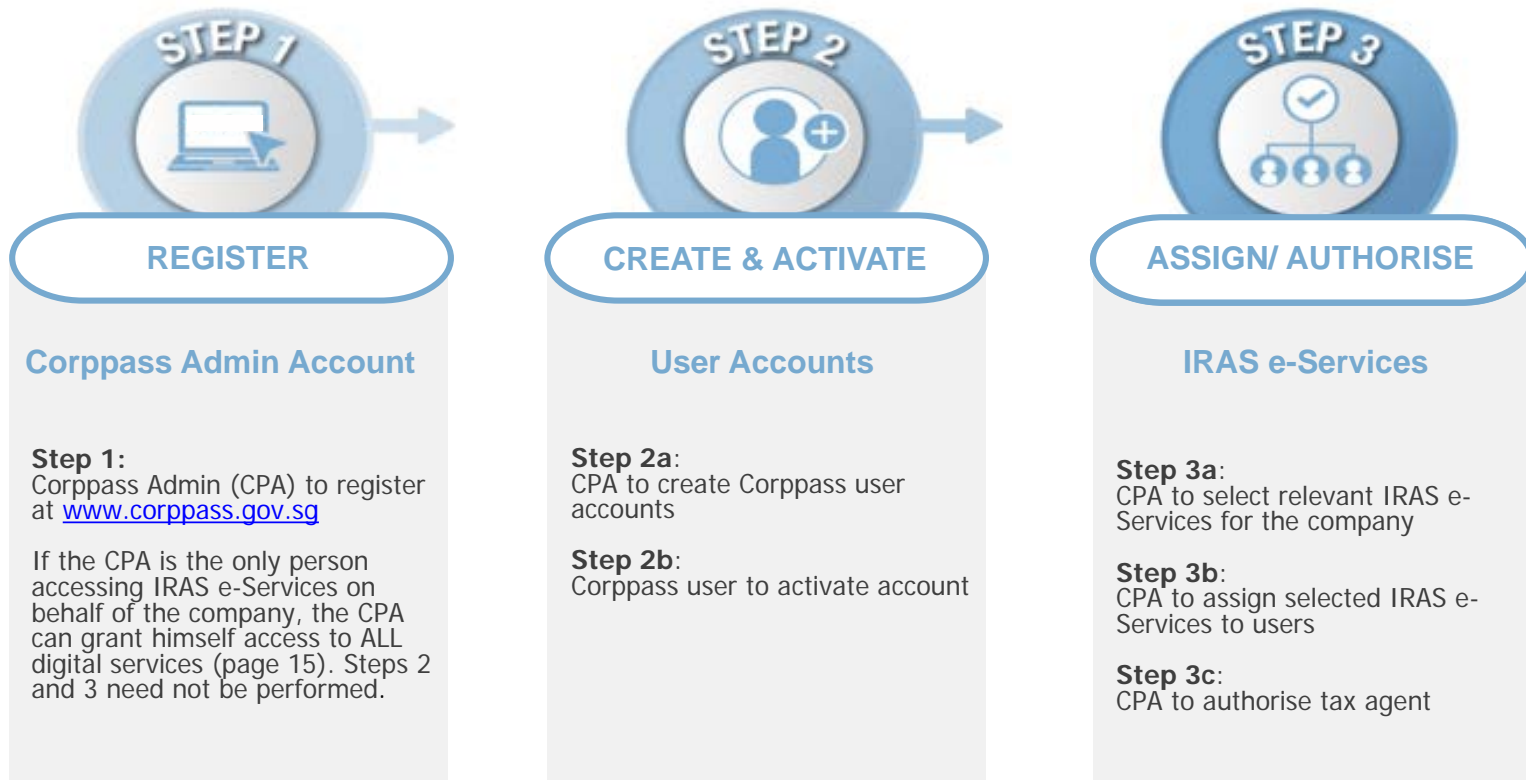 STEP 1
REGISTER
Corppass Admin Account
Step 1:
Corppass Admin (CPA) to register
at www.corppass.gov.sg
If the CPA is the only person
accessing IRAS e-Services on
behalf of the company, the CPA
can grant himself access to ALL
digital services (page 15). Steps 2
and 3 need not be performed.
STEP 2
CREATE & ACTIVATE
User Accounts
Step 2a:
CPA to create Corppass user
accounts
Step 2b:
Corppass user to activate account
STEP 3
ASSIGN/ AUTHORISE
IRAS e-Services
Step 3a:
CPA to select relevant IRAS e-
Services for the company
Step 3b:
CPA to assign selected IRAS e-
Services to users
Step 3c:
CPA to authorise tax agent